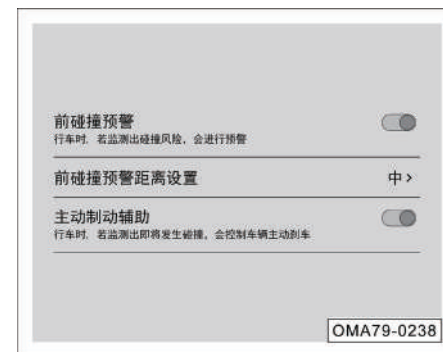 前碰撞预警
行车时，若监测出碰撞风险，会进行预警
前碰撞预警距离设置
中>
主动制动辅助
行车时，若监测出即将发生碰撞，会控制车辆主动刹车
OMA79-0238